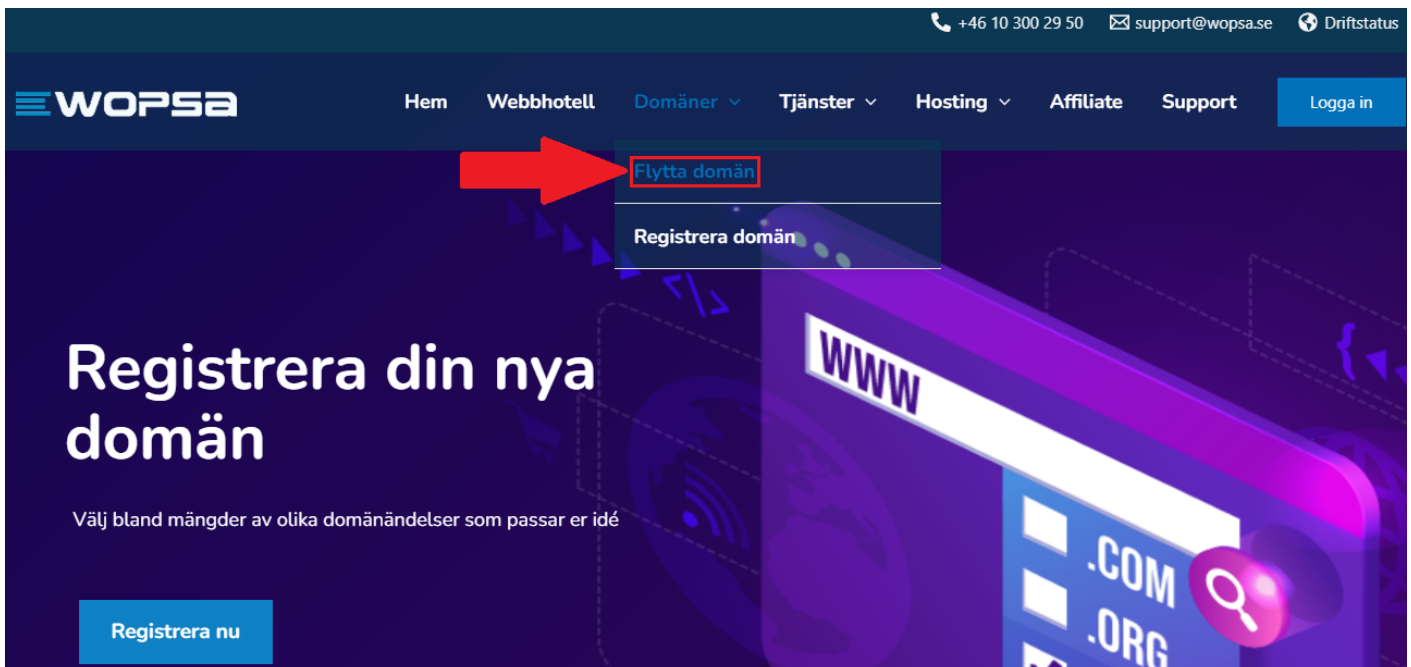 +46 10 300 29 50 support@wopsa.se Driftstatus
WOPSA Hem Webbhotell Domäner Tjänster Hosting Affiliate Support Logga in
Flytta domän
Registrera domän
Registrera din nya
domän
Välj bland mängder av olika domänändelser som passar er idé
Registrera nu
WWW
</>
{
.COM
.ORG